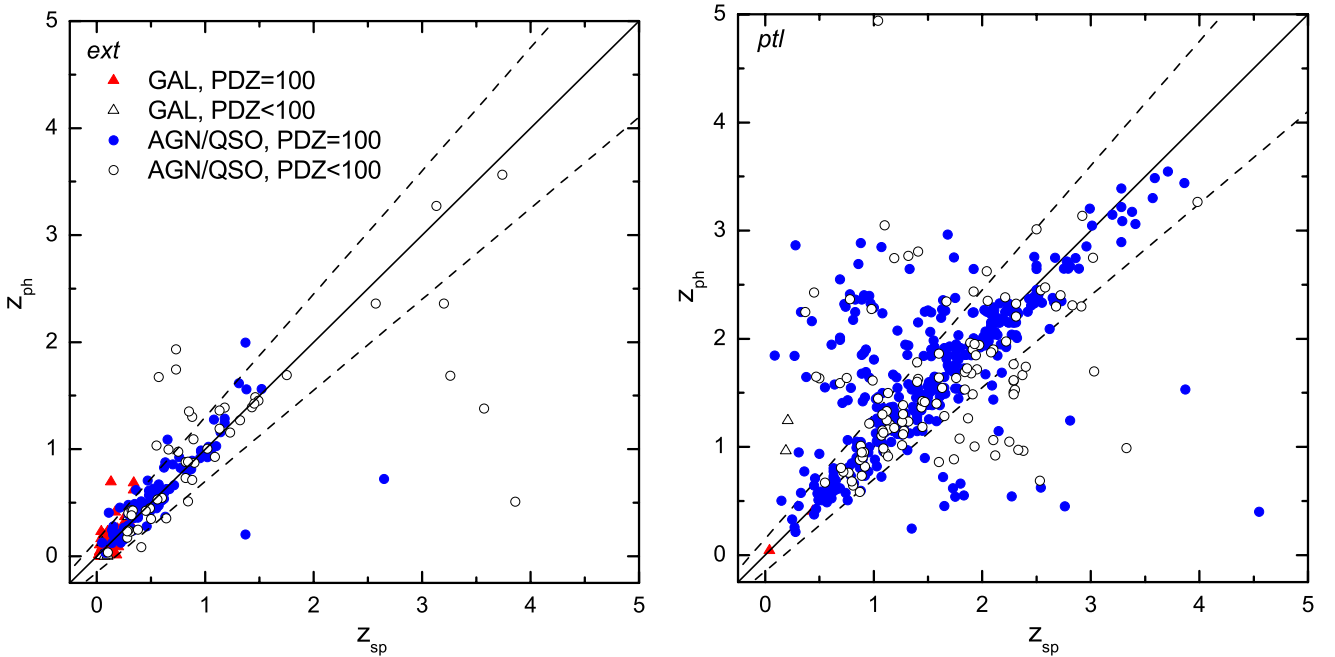 ext
GAL, PDZ=100
GAL, PDZ<100
AGN/QSO, PDZ=100
AGN/QSO, PDZ<100
5
4
3
2
1
0
z_ph
0 1 2 3 4 5
z_sp
ptl
5
4
3
2
1
0
z_ph
0 1 2 3 4 5
z_sp